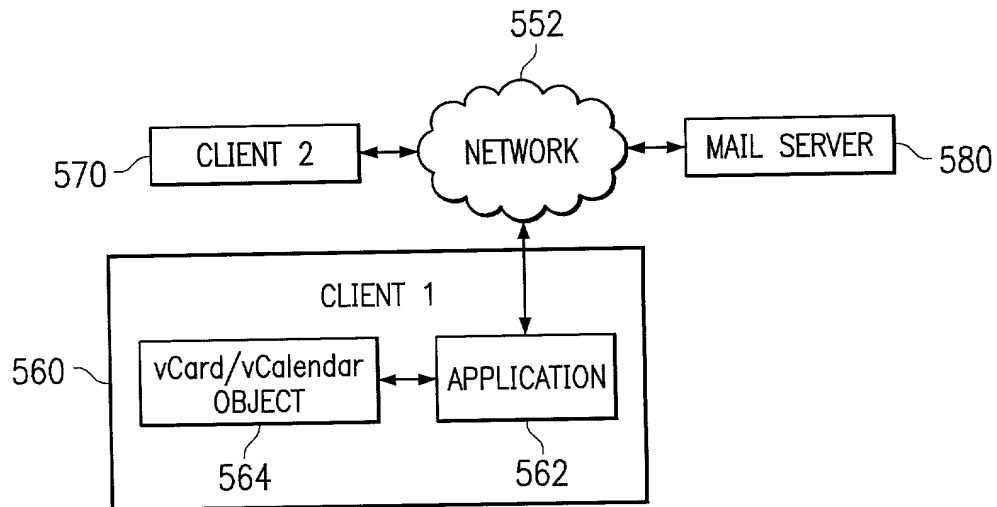 552
CLIENT 2
NETWORK
MAIL SERVER
570
580
CLIENT 1
560
vCard/vCalendar
OBJECT
APPLICATION
564
562